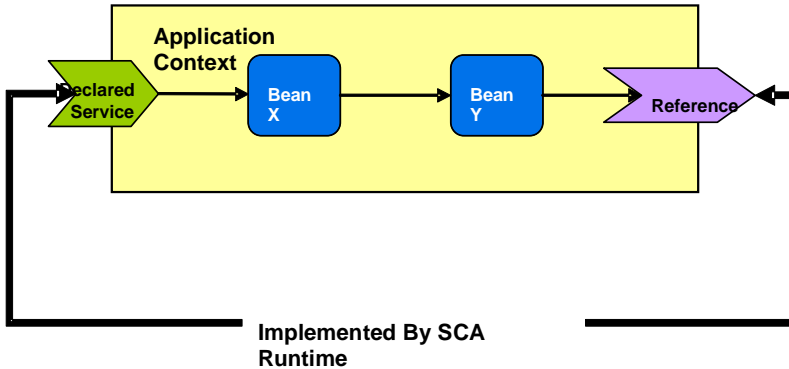 Application
Context
Declared
Service
Bean
X
Bean
Y
Reference
Implemented By SCA
Runtime